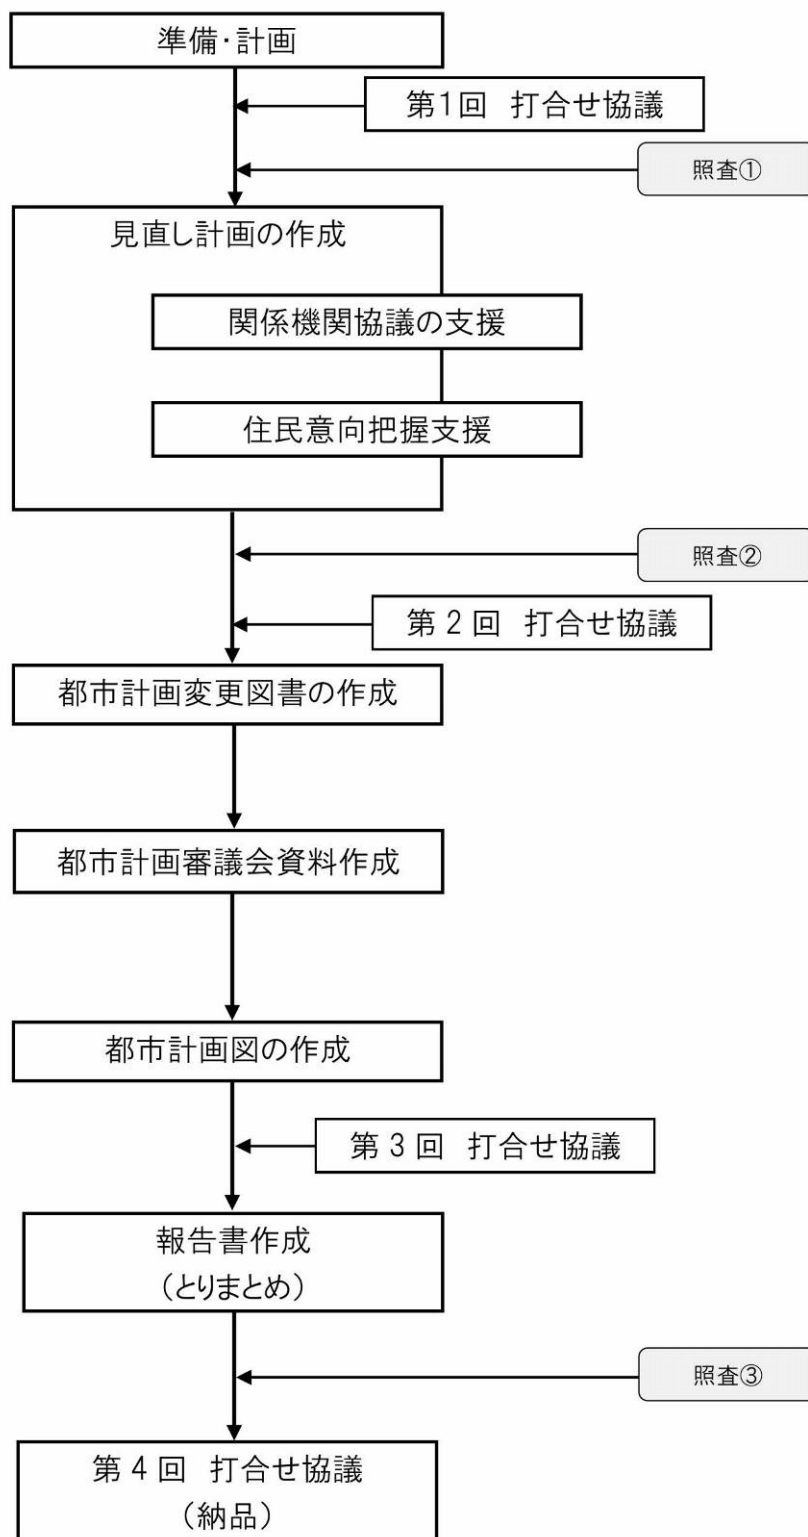 準備・計画
第1回 打合せ協議
照査①
見直し計画の作成
関係機関協議の支援
住民意向把握支援
照査②
第2回 打合せ協議
都市計画変更図書の作成
都市計画審議会資料作成
都市計画図の作成
第3回 打合せ協議
報告書作成
(とりまとめ)
照査③
第4回 打合せ協議
(納品)